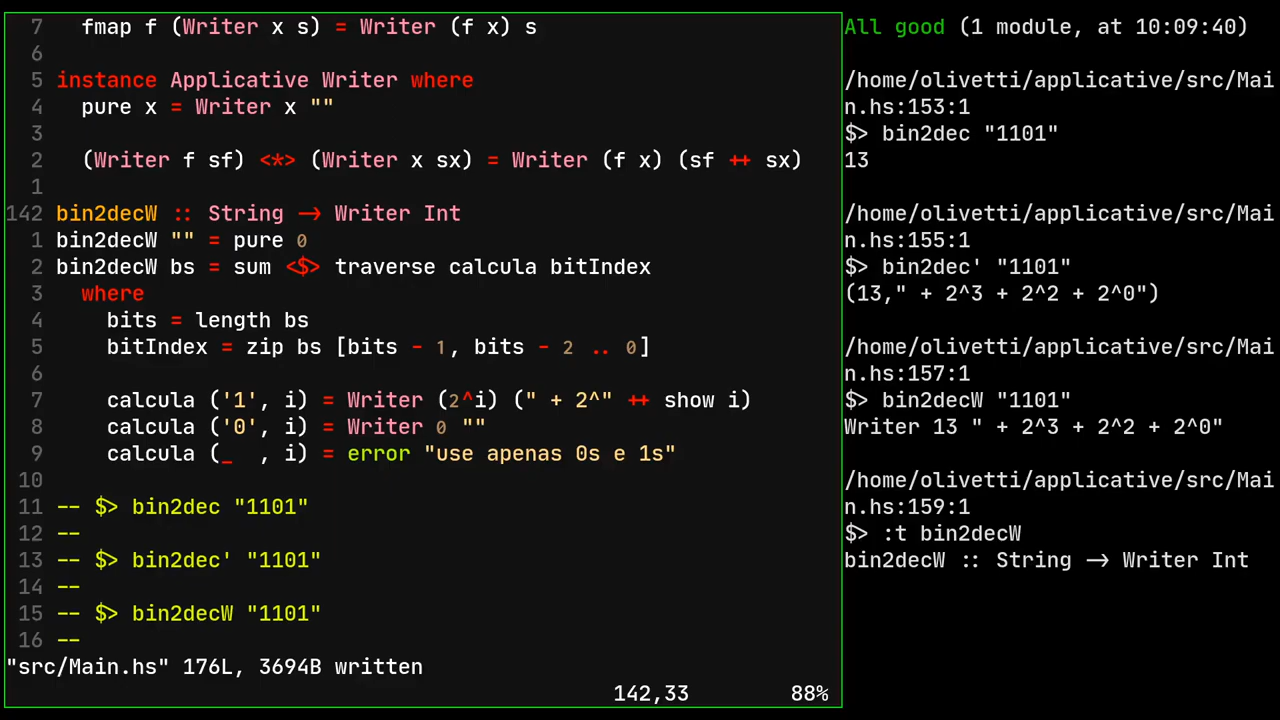 7   fmap f (Writer x s) = Writer (f x) s
6
5 instance Applicative Writer where
4   pure x = Writer x ""
3
2   (Writer f sf) <*> (Writer x sx) = Writer (f x) (sf ++ sx)
1
142 bin2decW :: String -> Writer Int
1 bin2decW "" = pure 0
2 bin2decW bs = sum <$> traverse calcula bitIndex
3   where
4     bits = length bs
5     bitIndex = zip bs [bits - 1, bits - 2 .. 0]
6
7     calcula ('1', i) = Writer (2^i) (" + 2^" ++ show i)
8     calcula ('0', i) = Writer 0 ""
9     calcula (_  , i) = error "use apenas 0s e 1s"
10
11 -- $> bin2dec "1101"
12 --
13 -- $> bin2dec' "1101"
14 --
15 -- $> bin2decW "1101"
16 --
"src/Main.hs" 176L, 3694B written
142,33 88%
All good (1 module, at 10:09:40)
/home/olivetti/applicative/src/Mai
n.hs:153:1
$> bin2dec "1101"
13
/home/olivetti/applicative/src/Mai
n.hs:155:1
$> bin2dec' "1101"
(13," + 2^3 + 2^2 + 2^0")
/home/olivetti/applicative/src/Mai
n.hs:157:1
$> bin2decW "1101"
Writer 13 " + 2^3 + 2^2 + 2^0"
/home/olivetti/applicative/src/Mai
n.hs:159:1
$> :t bin2decW
bin2decW :: String -> Writer Int